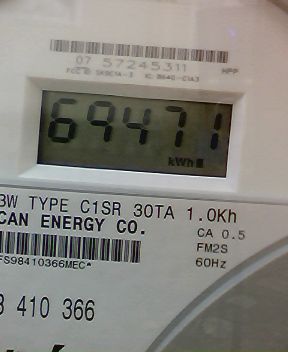 07 57245311
69471
kWh
3W TYPE C1SR 30TA 1.0Kh
CAN ENERGY CO.
CA 0.5
FM2S
FS98410366MEC*
60Hz
3 410 366